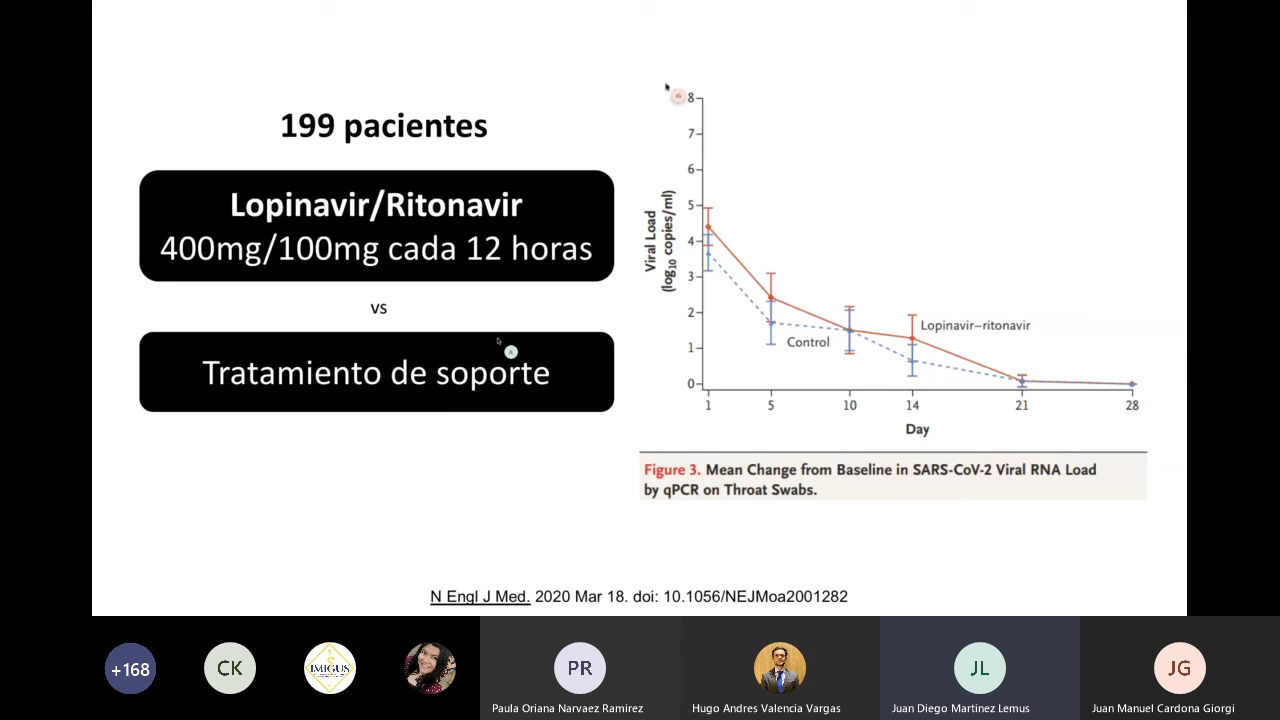 199 pacientes
Lopinavir/Ritonavir
400mg/100mg cada 12 horas
vs
Tratamiento de soporte
JL
JG
8
7
6
5
4
3
2
1
0
Viral Load
(log10 copies/ml)
Lopinavir–ritonavir
Control
1 5 10 14 21 28
Day
Figure 3. Mean Change from Baseline in SARS-CoV-2 Viral RNA Load
by qPCR on Throat Swabs.
N Engl J Med. 2020 Mar 18. doi: 10.1056/NEJMoa2001282
+168
CK
IMIGUS
PR
JL
JG
Paula Oriana Narvaez Ramirez
Hugo Andres Valencia Vargas
Juan Diego Martinez Lemus
Juan Manuel Cardona Giorgi